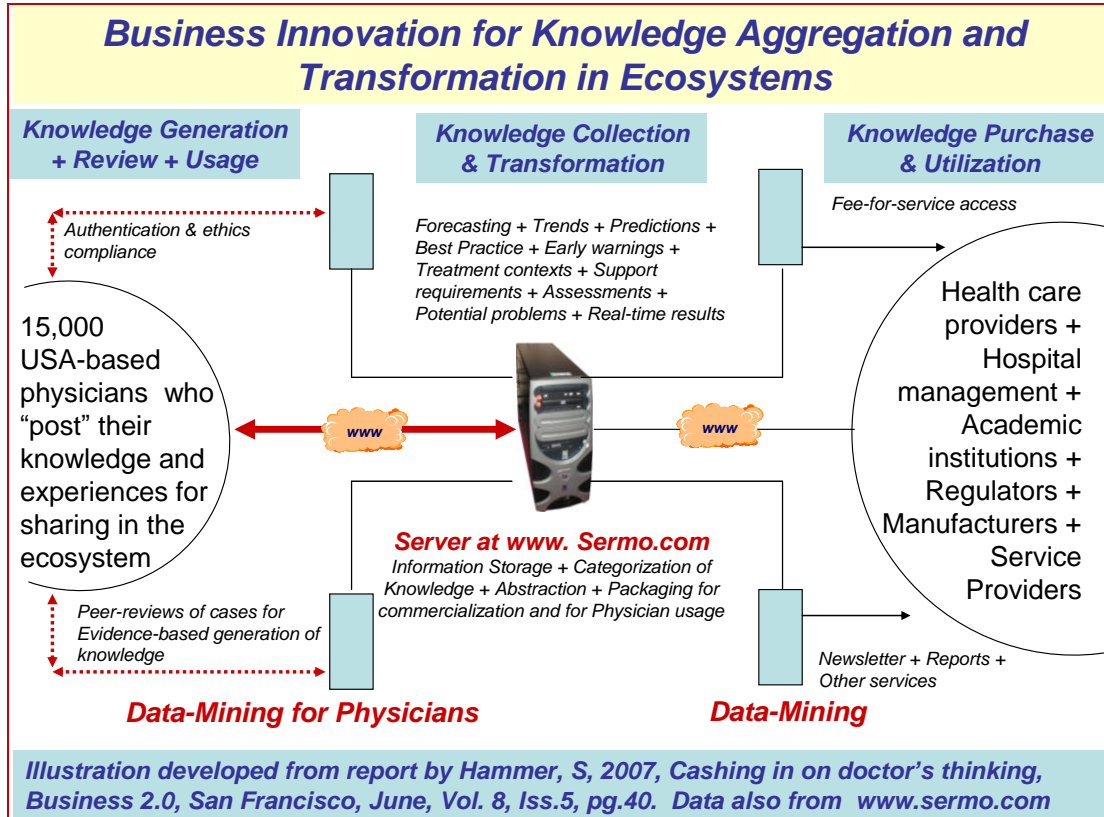 Business Innovation for Knowledge Aggregation and
Transformation in Ecosystems
Knowledge Generation
+ Review + Usage
Knowledge Collection
& Transformation
Knowledge Purchase
& Utilization
Authentication & ethics
compliance
Forecasting + Trends + Predictions +
Best Practice + Early warnings +
Treatment contexts + Support
requirements + Assessments +
Potential problems + Real-time results
Fee-for-service access
15,000
USA-based
physicians who
“post” their
knowledge and
experiences for
sharing in the
ecosystem
www
www
Health care
providers +
Hospital
management +
Academic
institutions +
Regulators +
Manufacturers +
Service
Providers
Server at www. Sermo.com
Information Storage + Categorization of
Knowledge + Abstraction + Packaging for
commercialization and for Physician usage
Peer-reviews of cases for
Evidence-based generation of
knowledge
Newsletter + Reports +
Other services
Data-Mining for Physicians
Data-Mining
Illustration developed from report by Hammer, S, 2007, Cashing in on doctor’s thinking,
Business 2.0, San Francisco, June, Vol. 8, Iss.5, pg.40. Data also from www.sermo.com